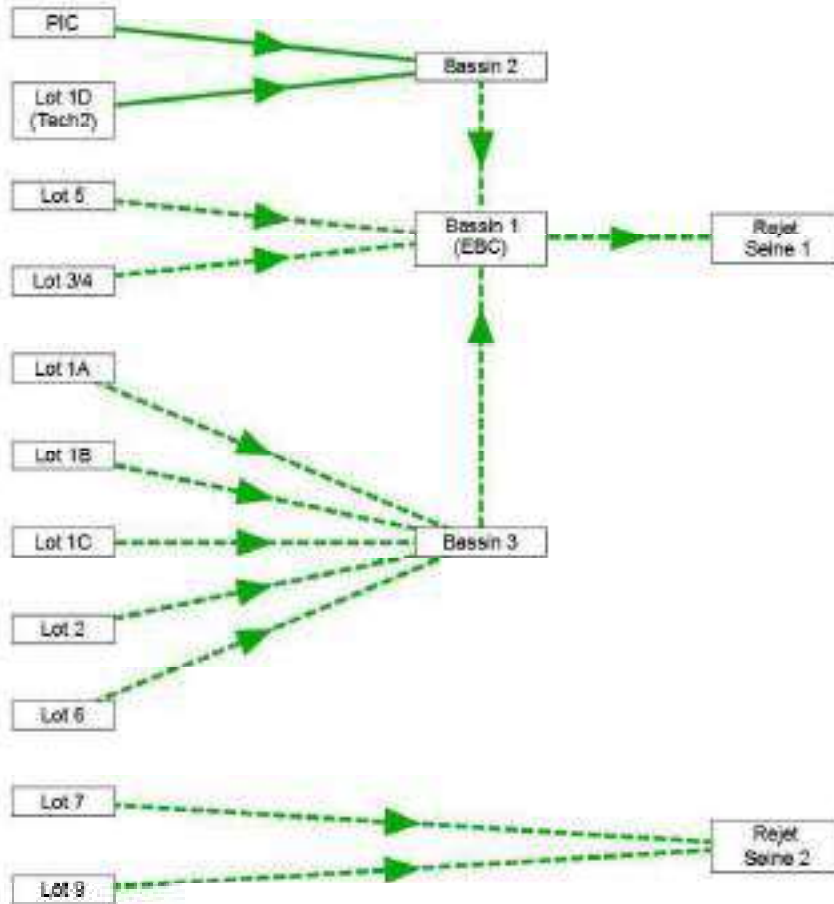 PIC
Bassin 2
Lot 1D
(Tech2)
Lot 5
Bassin 1
(EBC)
Rejet
Seine 1
Lot 3/4
Lot 1A
Lot 1B
Lot 1C
Bassin 3
Lot 2
Lot 6
Lot 7
Rejet
Seine 2
Lot 9